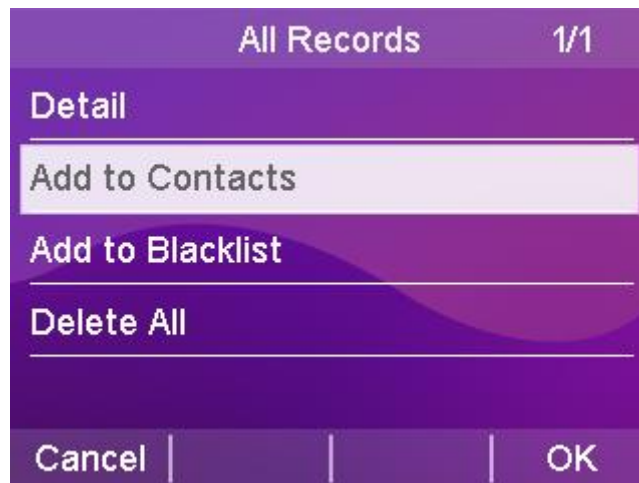 All Records 1/1
Detail
Add to Contacts
Add to Blacklist
Delete All
Cancel OK